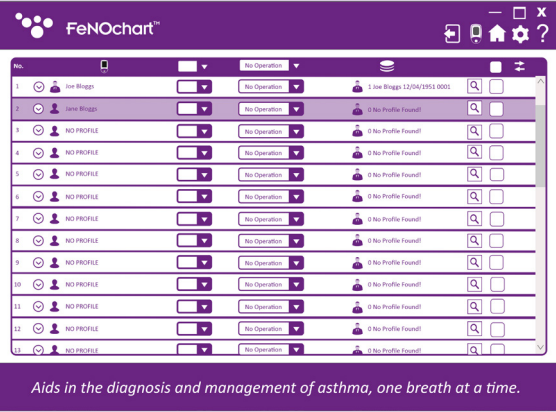 FeNOchart™
No.
No Operation
1 Joe Bloggs No Operation 1 Joe Bloggs 12/04/1951 0001
2 Jane Bloggs No Operation 0 No Profile Found!
3 NO PROFILE No Operation 0 No Profile Found!
4 NO PROFILE No Operation 0 No Profile Found!
5 NO PROFILE No Operation 0 No Profile Found!
6 NO PROFILE No Operation 0 No Profile Found!
7 NO PROFILE No Operation 0 No Profile Found!
8 NO PROFILE No Operation 0 No Profile Found!
9 NO PROFILE No Operation 0 No Profile Found!
10 NO PROFILE No Operation 0 No Profile Found!
11 NO PROFILE No Operation 0 No Profile Found!
12 NO PROFILE No Operation 0 No Profile Found!
13 NO PROFILE No Operation 0 No Profile Found!
Aids in the diagnosis and management of asthma, one breath at a time.